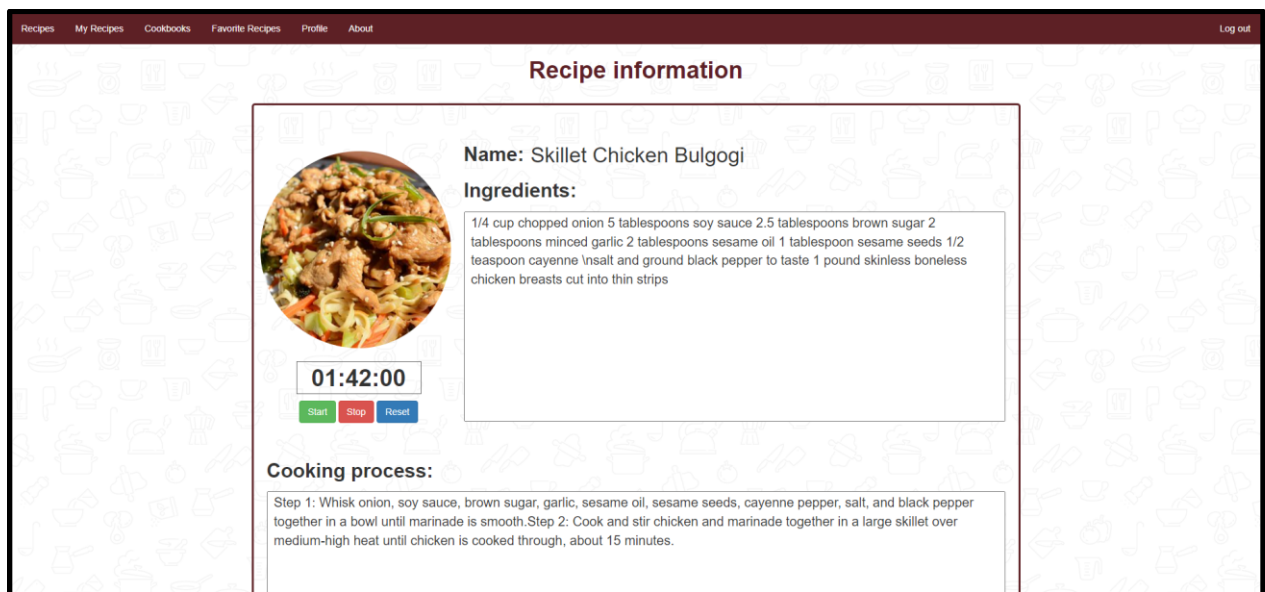 Recipes My Recipes Cookbooks Favorite Recipes Profile About Log out
Recipe information
Name: Skillet Chicken Bulgogi
Ingredients:
1/4 cup chopped onion 5 tablespoons soy sauce 2.5 tablespoons brown sugar 2
tablespoons minced garlic 2 tablespoons sesame oil 1 tablespoon sesame seeds 1/2
teaspoon cayenne \nsalt and ground black pepper to taste 1 pound skinless boneless
chicken breasts cut into thin strips
01:42:00
Start Stop Reset
Cooking process:
Step 1: Whisk onion, soy sauce, brown sugar, garlic, sesame oil, sesame seeds, cayenne pepper, salt, and black pepper
together in a bowl until marinade is smooth.Step 2: Cook and stir chicken and marinade together in a large skillet over
medium-high heat until chicken is cooked through, about 15 minutes.